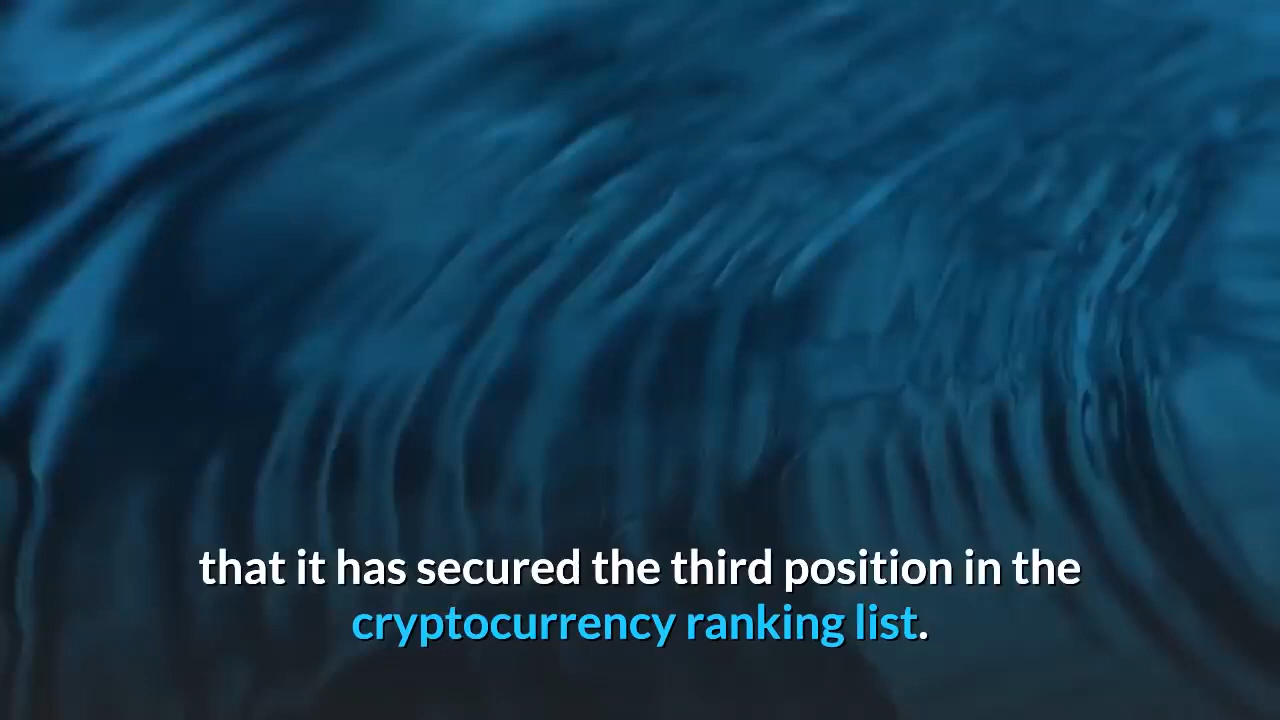 that it has secured the third position in the
cryptocurrency ranking list.